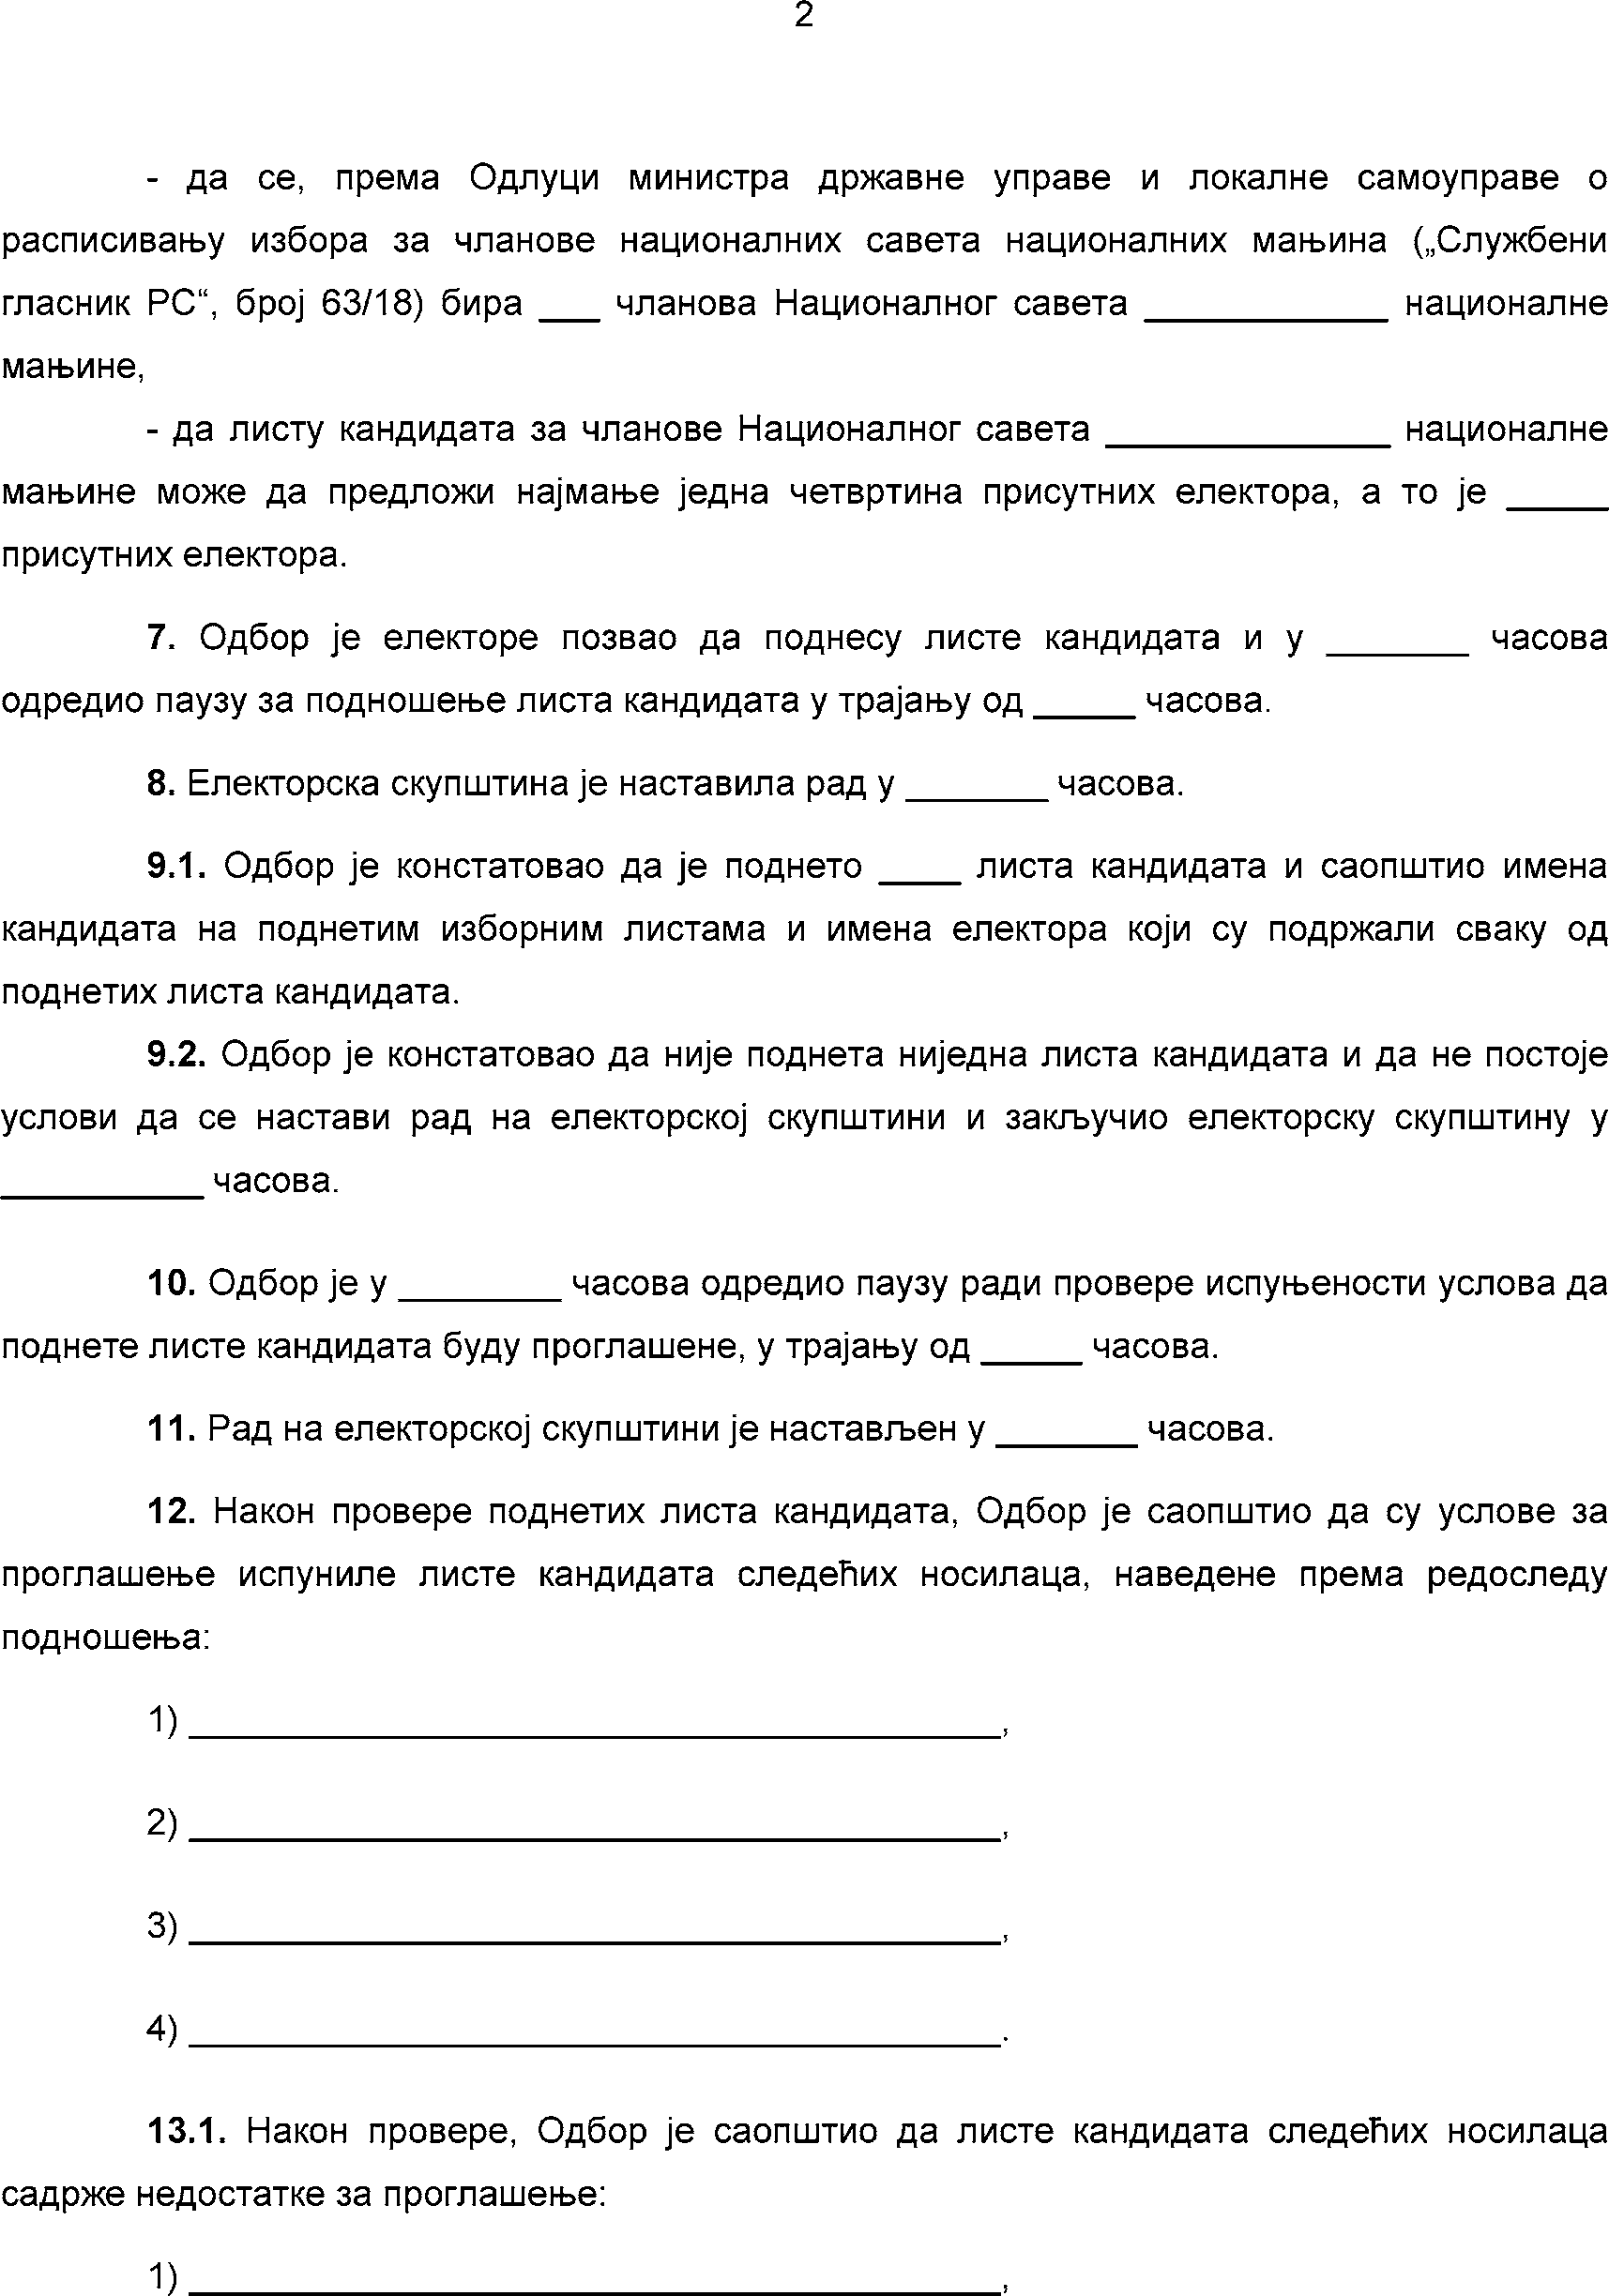 2
- да се, према Одлуци министра државне управе и локалне самоуправе о
расписивању избора за чланове националних савета националних мањина („Службени
гласник РС“, број 63/18) бира ___ чланова Националног савета ____________ националне
мањине,
- да листу кандидата за чланове Националног савета ______________ националне
мањине може да предложи најмање једна четвртина присутних електора, а то је _____
присутних електора.
7. Одбор је електоре позвао да поднесу листе кандидата и у _______ часова
одредио паузу за подношење листа кандидата у трајању од _____ часова.
8. Електорска скупштина је наставила рад у _______ часова.
9.1. Одбор је констатовао да је поднето ____ листа кандидата и саопштио имена
кандидата на поднетим изборним листама и имена електора који су подржали сваку од
поднетих листа кандидата.
9.2. Одбор је констатовао да није поднета ниједна листа кандидата и да не постоје
услови да се настави рад на електорској скупштини и закључио електорску скупштину у
__________ часова.
10. Одбор је у ________ часова одредио паузу ради провере испуњености услова да
поднете листе кандидата буду проглашене, у трајању од _____ часова.
11. Рад на електорској скупштини је настављен у _______ часова.
12. Након провере поднетих листа кандидата, Одбор је саопштио да су услове за
проглашење испуниле листе кандидата следећих носилаца, наведене према редоследу
подношења:
1) ________________________________________,
2) ________________________________________,
3) ________________________________________,
4) ________________________________________.
13.1. Након провере, Одбор је саопштио да листе кандидата следећих носилаца
садрже недостатке за проглашење:
1) ________________________________________,